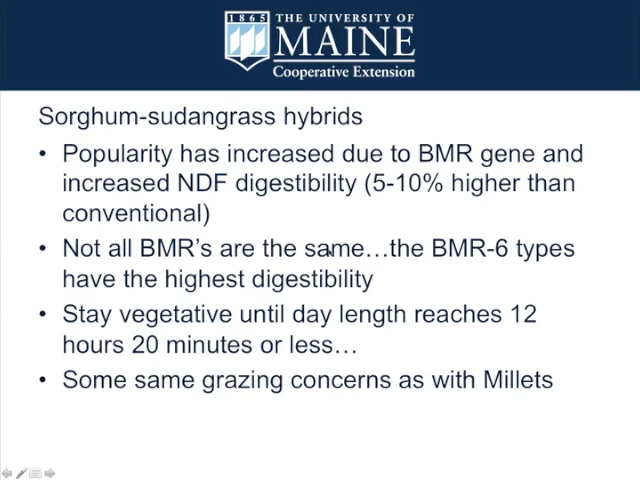 1865 THE UNIVERSITY OF
MAINE
Cooperative Extension
Sorghum-sudangrass hybrids
• Popularity has increased due to BMR gene and
increased NDF digestibility (5-10% higher than
conventional)
• Not all BMR's are the same…the BMR-6 types
have the highest digestibility
• Stay vegetative until day length reaches 12
hours 20 minutes or less…
• Some same grazing concerns as with Millets